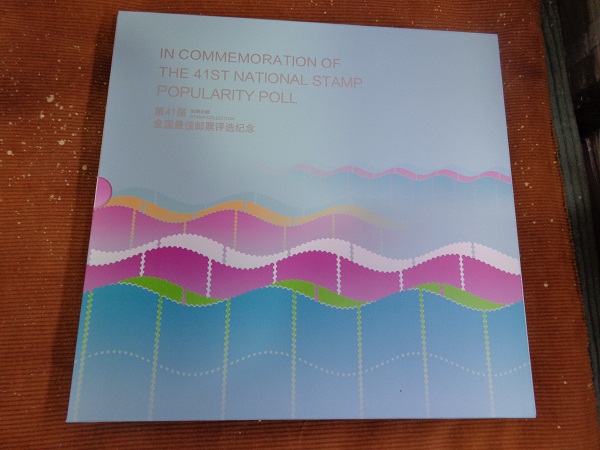 IN COMMEMORATION OF
THE 41ST NATIONAL STAMP
POPULARITY POLL
第41届
全国最佳邮票评选纪念